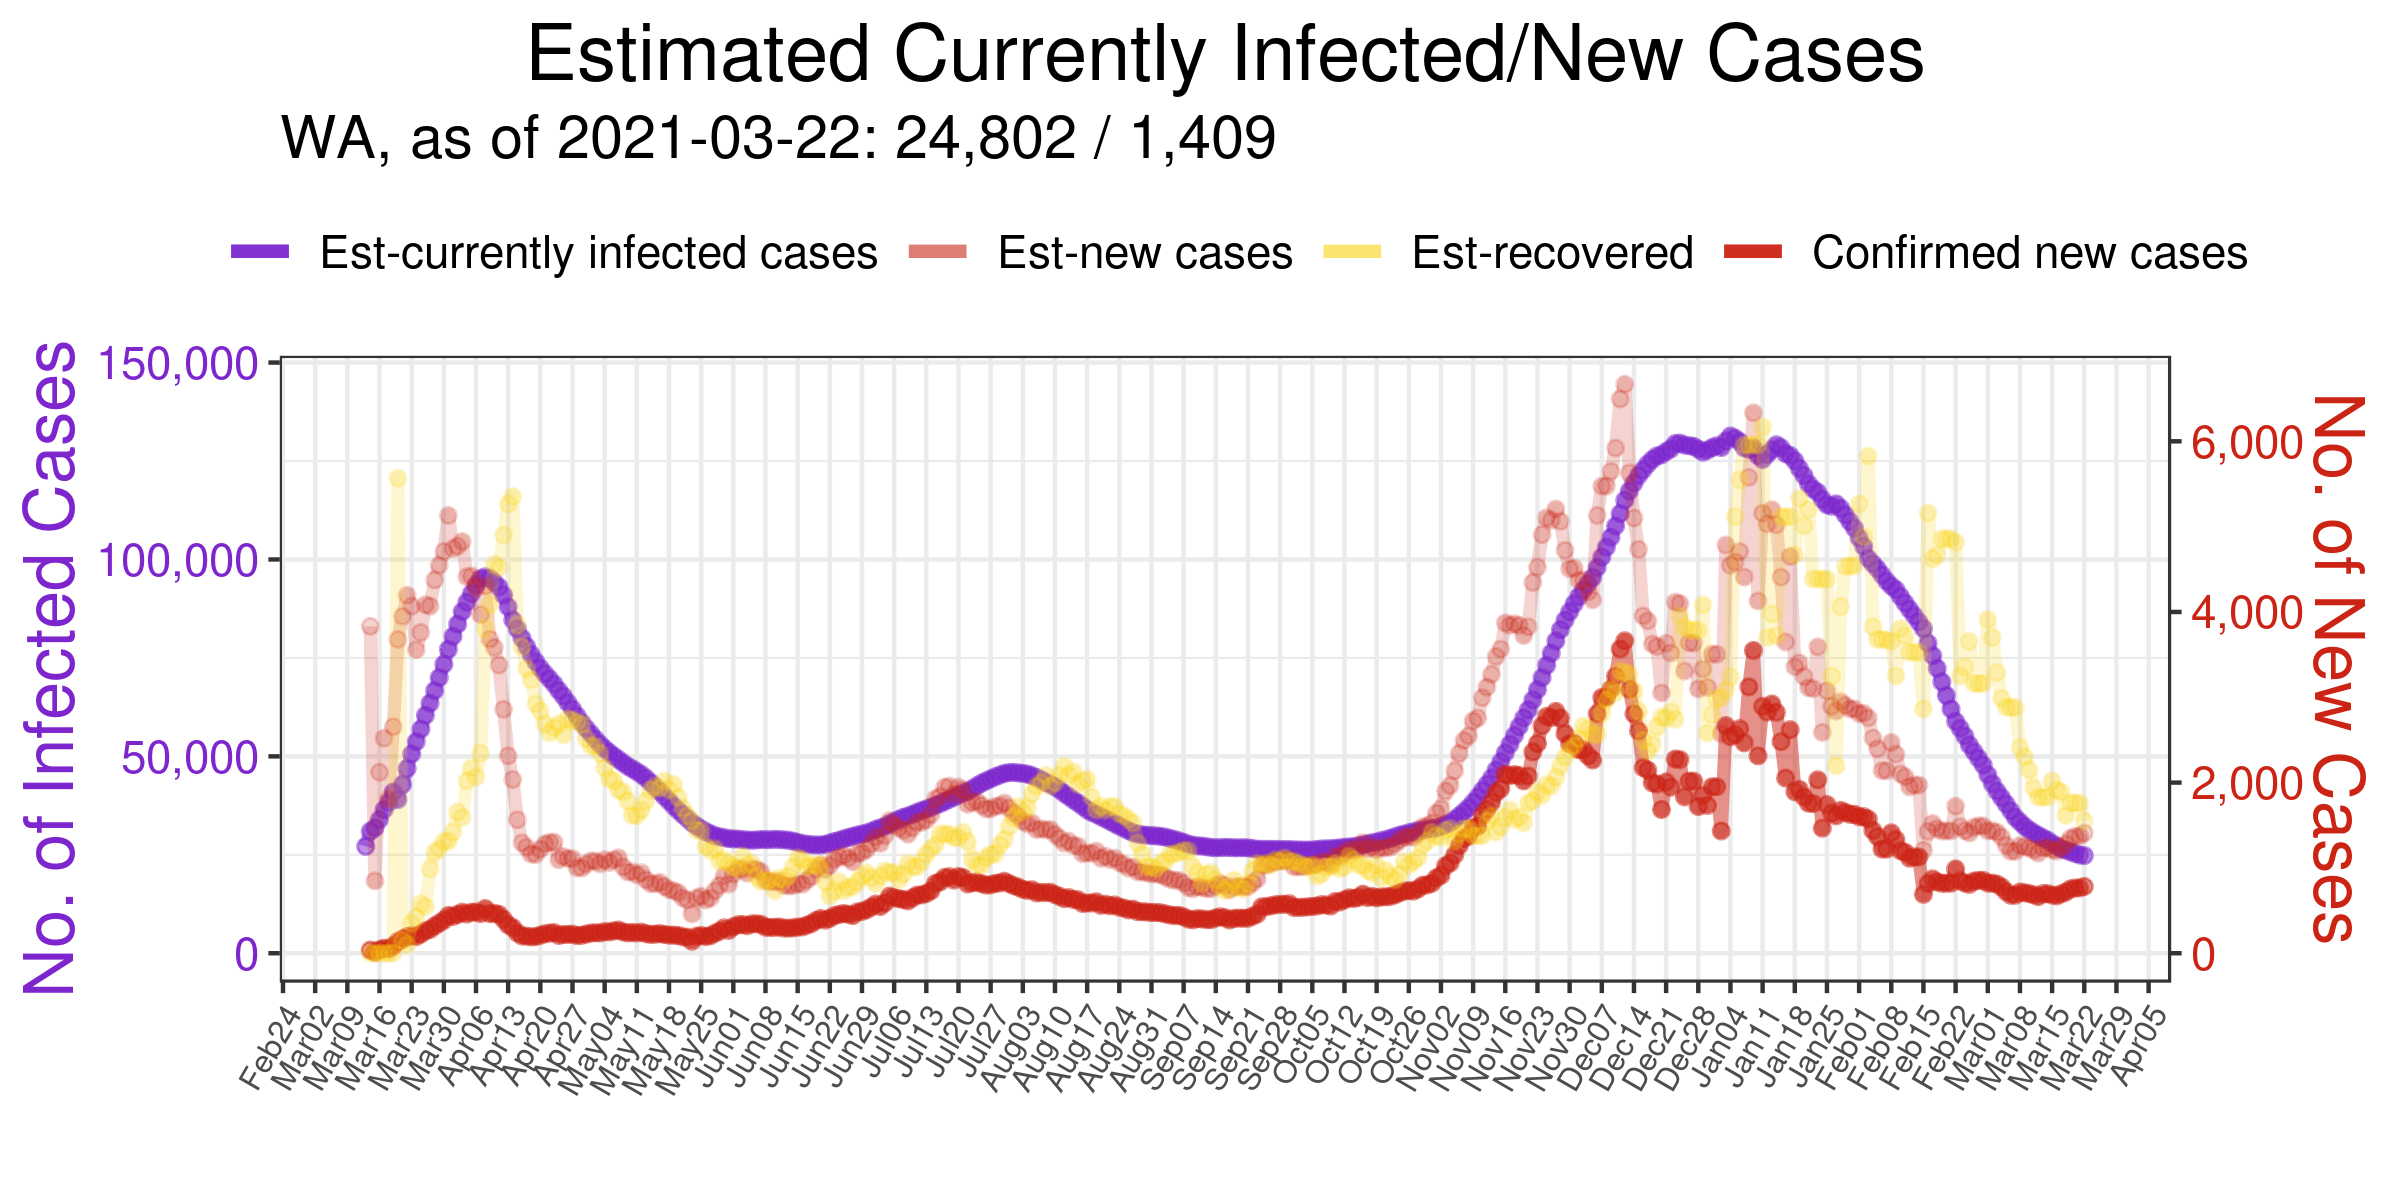 Estimated Currently Infected/New Cases
WA, as of 2021-03-22: 24,802 / 1,409
Est-currently infected cases Est-new cases Est-recovered Confirmed new cases
No. of Infected Cases
150,000
100,000
50,000
0
6,000
4,000
2,000
0
No. of New Cases
Feb24
Mar02
Mar09
Mar16
Mar23
Mar30
Apr06
Apr13
Apr20
Apr27
May04
May11
May18
May25
Jun01
Jun08
Jun15
Jun22
Jun29
Jul06
Jul13
Jul20
Jul27
Aug03
Aug10
Aug17
Aug24
Aug31
Sep07
Sep14
Sep21
Sep28
Oct05
Oct12
Oct19
Oct26
Nov02
Nov09
Nov16
Nov23
Nov30
Dec07
Dec14
Dec21
Dec28
Jan04
Jan11
Jan18
Jan25
Feb01
Feb08
Feb15
Feb22
Mar01
Mar08
Mar15
Mar22
Mar29
Apr05